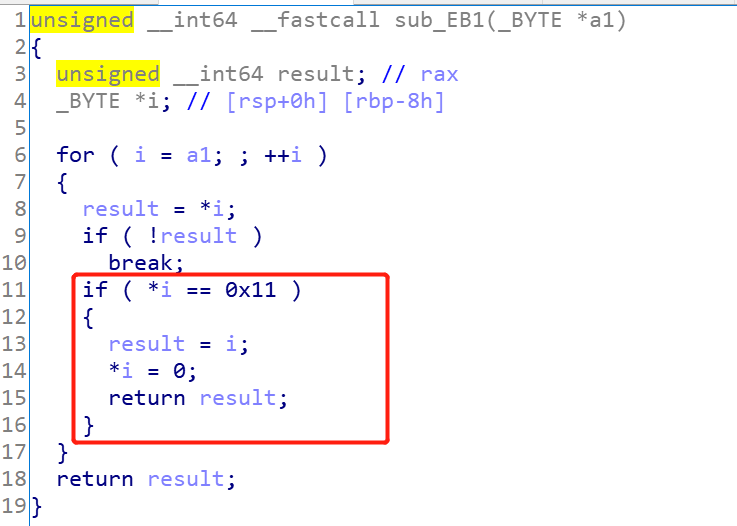 1 unsigned __int64 __fastcall sub_EB1(_BYTE *a1)
2 {
3   unsigned __int64 result; // rax
4   _BYTE *i; // [rsp+0h] [rbp-8h]
5
6   for ( i = a1; ; ++i )
7   {
8     result = *i;
9     if ( !result )
10       break;
11     if ( *i == 0x11 )
12     {
13       result = i;
14       *i = 0;
15       return result;
16     }
17   }
18   return result;
19 }